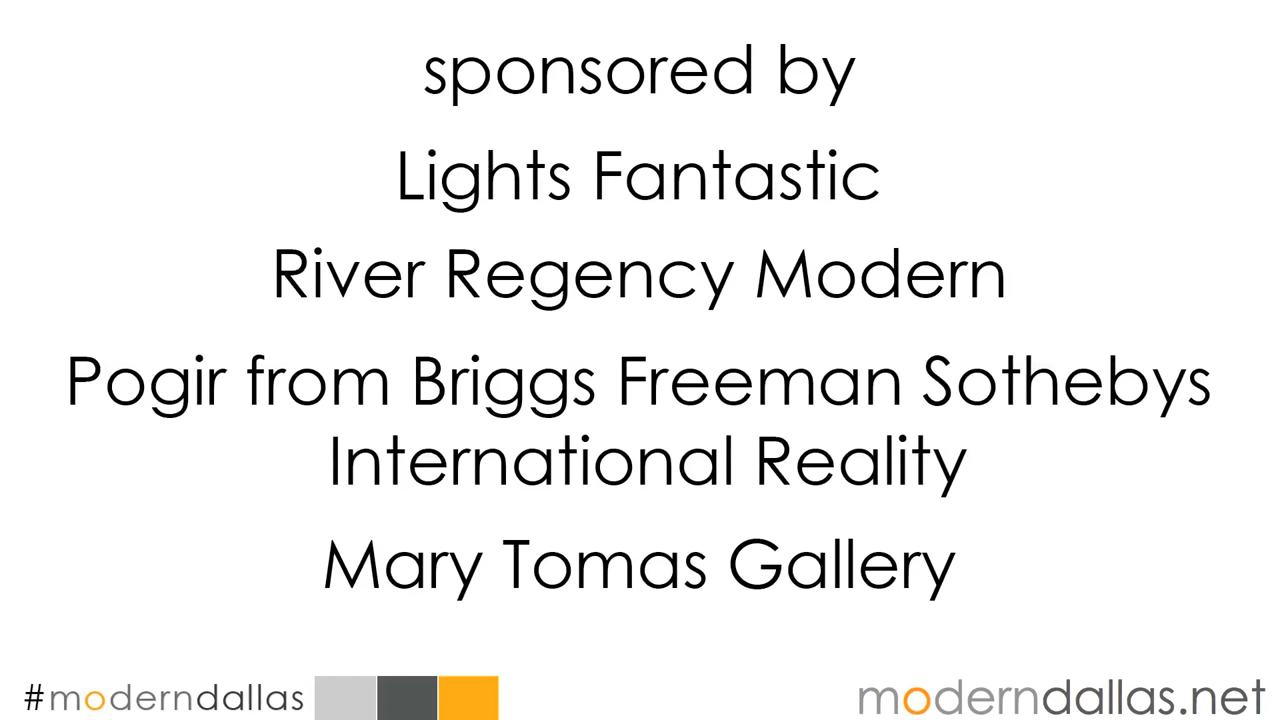 sponsored by
Lights Fantastic
River Regency Modern
Pogir from Briggs Freeman Sothebys
International Reality
Mary Tomas Gallery
#moderndallas
moderndallas.net